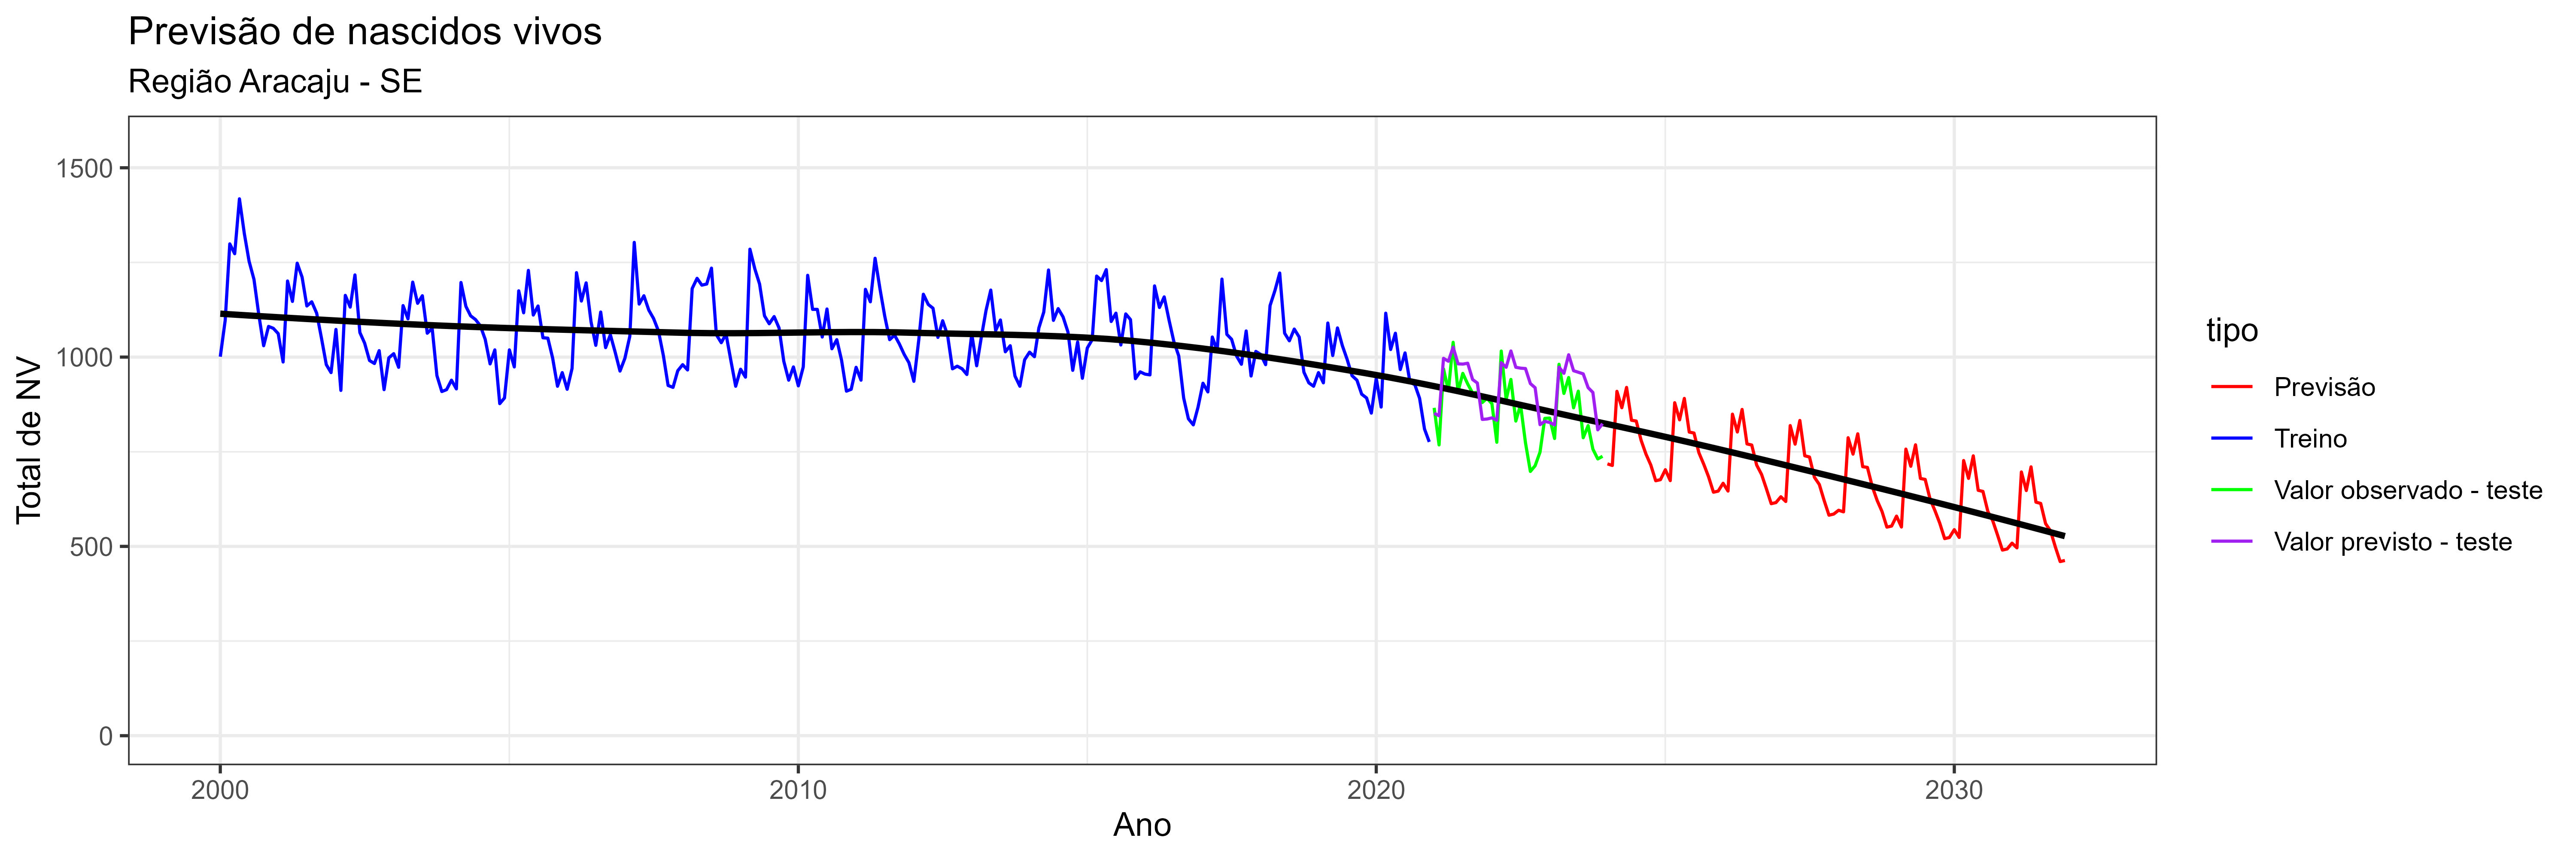 Previsão de nascidos vivos
Região Aracaju - SE
1500
1000
500
0
Total de NV
2000
2010
2020
2030
Ano
tipo
Previsão
Treino
Valor observado - teste
Valor previsto - teste